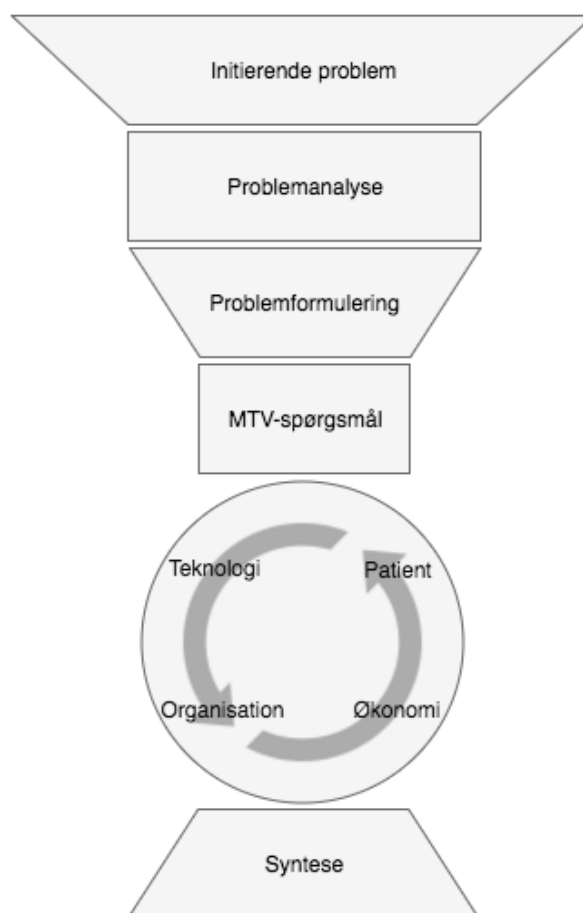 Initierende problem
Problemanalyse
Problemformulering
MTV-spørgsmål
Teknologi
Patient
Organisation
Økonomi
Syntese